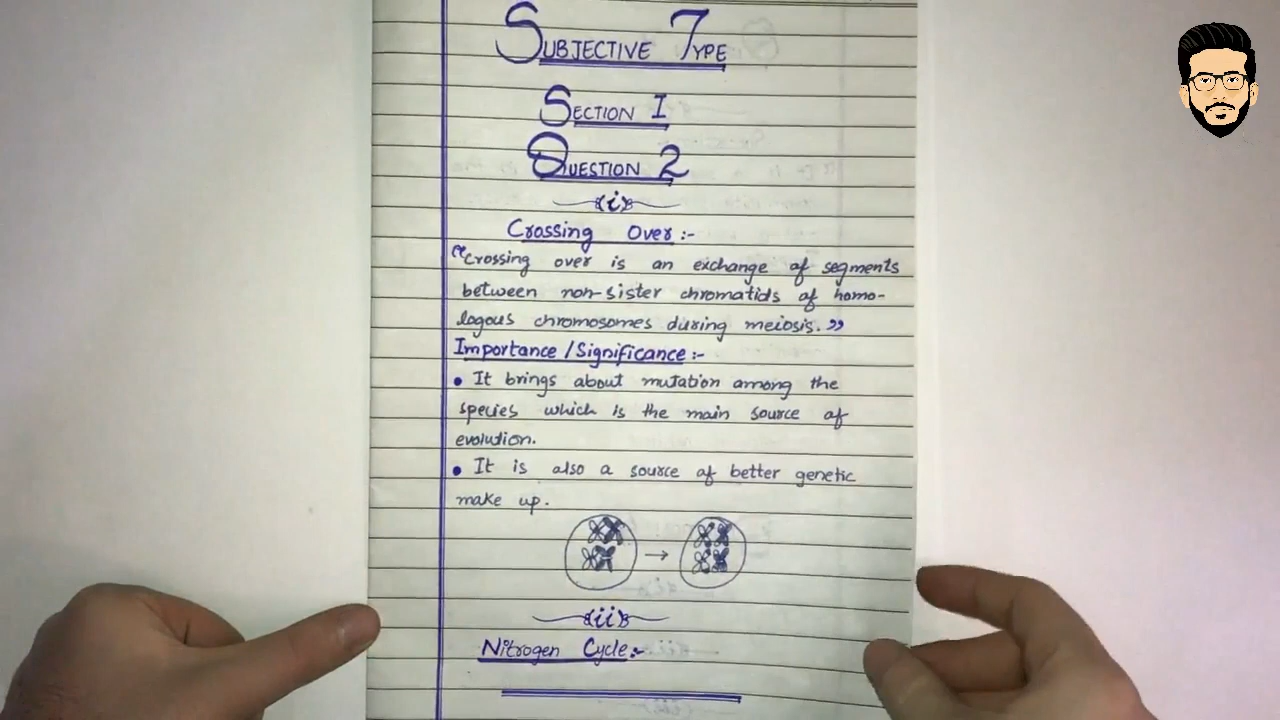 SUBJECTIVE TYPE
SECTION I
QUESTION 2
i
Crossing Over :-
“Crossing over is an exchange of segments
between non-sister chromatids of homo-
logous chromosomes during meiosis.”
Importance / Significance :-
• It brings about mutation among the
species which is the main source of
evolution.
• It is also a source of better genetic
make up.
ii
Nitrogen Cycle:-